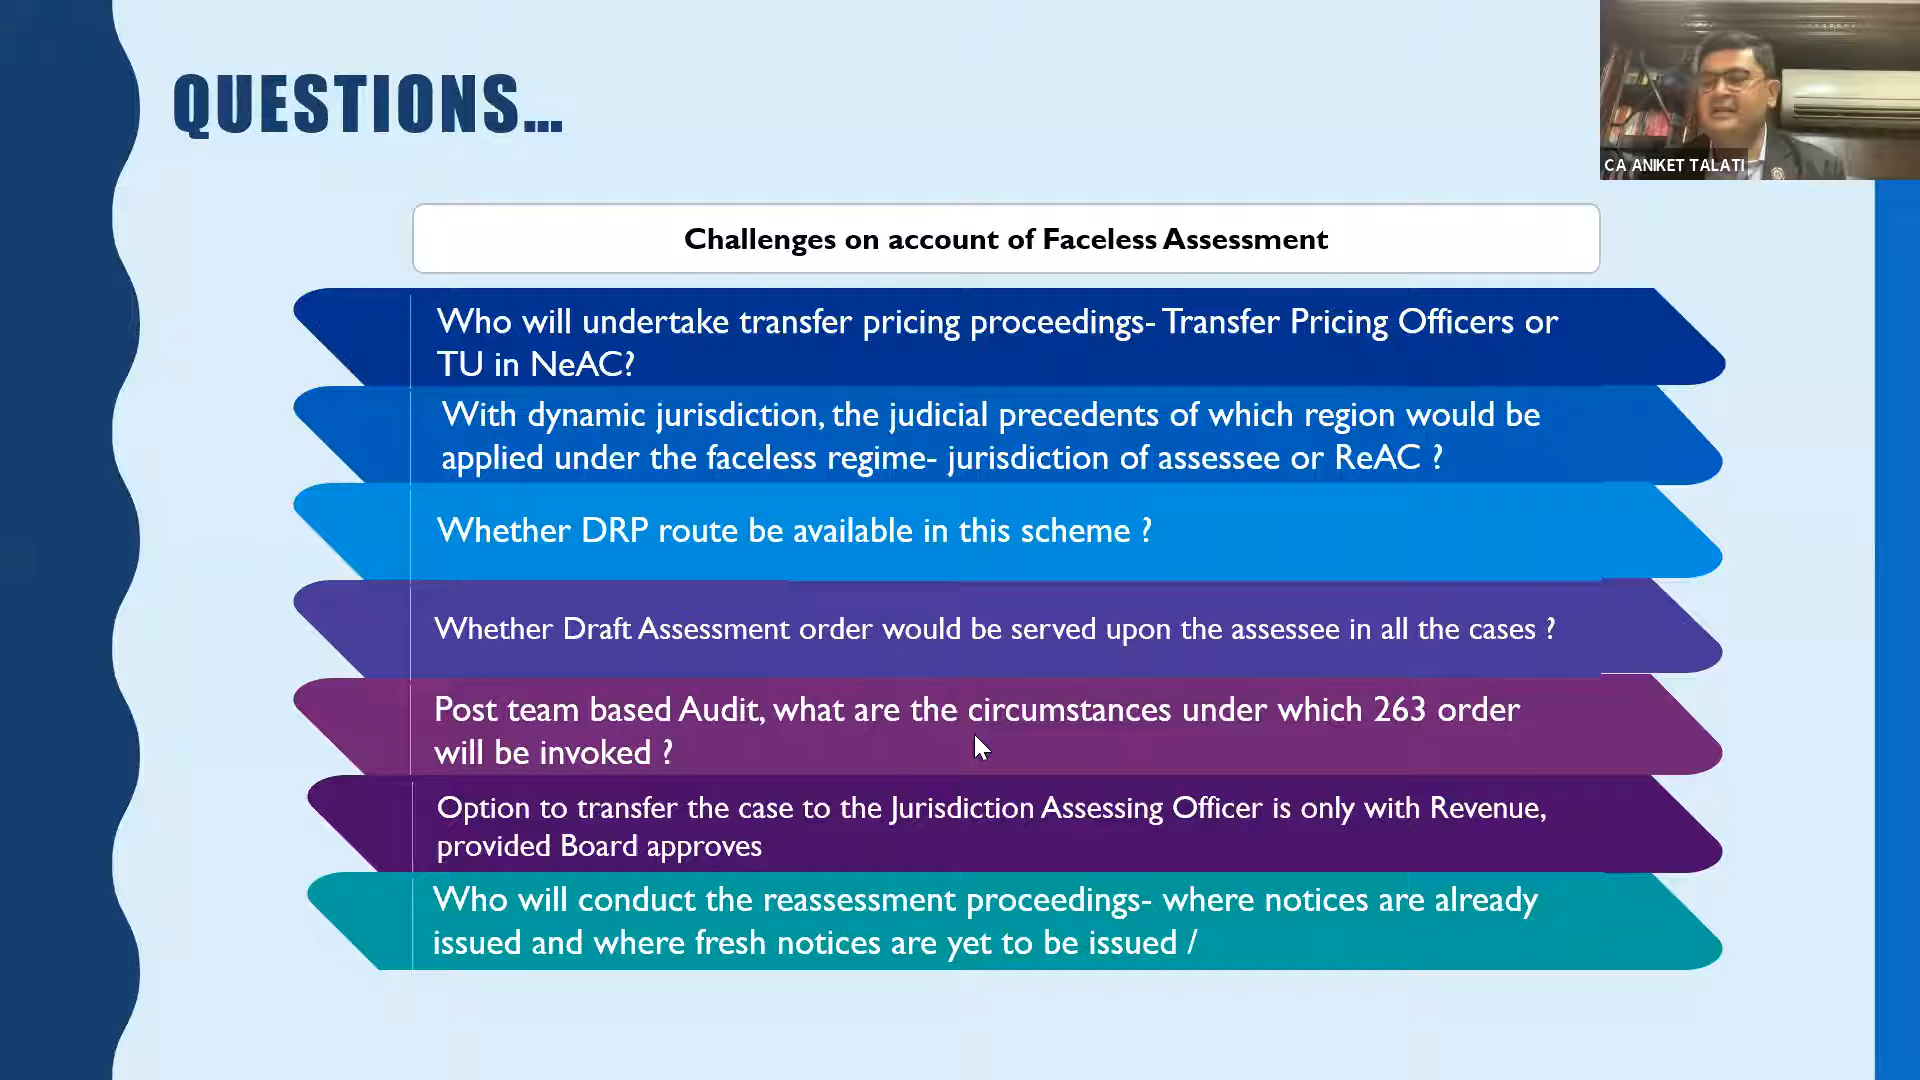 QUESTIONS...
CA ANIKET TALATI
Challenges on account of Faceless Assessment
Who will undertake transfer pricing proceedings- Transfer Pricing Officers or
TU in NeAC?
With dynamic jurisdiction, the judicial precedents of which region would be
applied under the faceless regime- jurisdiction of assessee or ReAC ?
Whether DRP route be available in this scheme ?
Whether Draft Assessment order would be served upon the assessee in all the cases ?
Post team based Audit, what are the circumstances under which 263 order
will be invoked ?
Option to transfer the case to the Jurisdiction Assessing Officer is only with Revenue,
provided Board approves
Who will conduct the reassessment proceedings- where notices are already
issued and where fresh notices are yet to be issued /